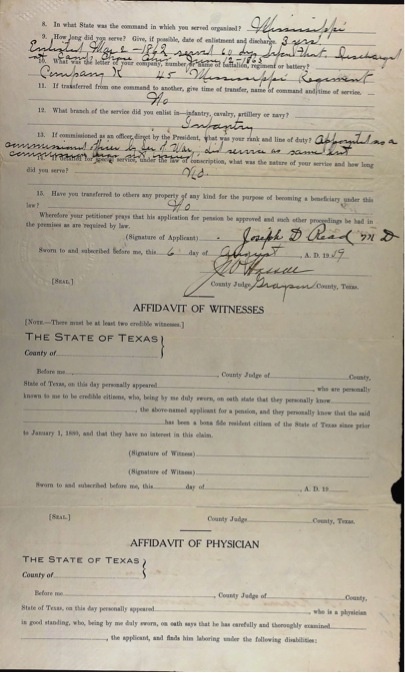 8. In what State was the command in which you served organized? Mississippi
9. How long did you serve? Give, if possible, date of enlistment and discharge. 3 yrs.
Enlisted 1862 served 60 days Discharged
10. What was the letter of your company, number or name of battalion, regiment or battery?
Company K 45 Mississippi Regiment
11. If transferred from one command to another, give time of transfer, name of command and time of service.
No
12. What branch of the service did you enlist in—infantry, cavalry, artillery or navy?
Infantry
13. If commissioned as an officer, direct by the President, what was your rank and line of duty? Appointed as a
commissioned officer by Sec of War, did service as same but
commission never
for special service, under the law of conscription, what was the nature of your service and how long
did you serve? No.
15. Have you transferred to others any property of any kind for the purpose of becoming a beneficiary under this
law? No
Wherefore your petitioner prays that his application for pension be approved and such other proceedings be had in
the premises as are required by law.
(Signature of Applicant) Joseph D Read M D
Sworn to and subscribed before me, this 6 day of August, A. D. 1919
[SEAL] County Judge Grayson County, Texas.
AFFIDAVIT OF WITNESSES
[NOTE—There must be at least two credible witnesses.]
THE STATE OF TEXAS
County of
Before me, County Judge of County,
State of Texas, on this day personally appeared, who are personally
known to me to be credible citizens, who, being by me duly sworn, on oath state that they personally know
, the above-named applicant for a pension, and they personally know that the said
has been a bona fide resident citizen of the State of Texas since prior
to January 1, 1880, and that they have no interest in this claim.
(Signature of Witness)
(Signature of Witness)
Sworn to and subscribed before me, this day of, A. D. 19
[SEAL] County Judge County, Texas.
AFFIDAVIT OF PHYSICIAN
THE STATE OF TEXAS
County of
Before me, County Judge of County,
State of Texas, on this day personally appeared, who is a physician
in good standing, who, being by me duly sworn, on oath says that he has carefully and thoroughly examined
, the applicant, and finds him laboring under the following disabilities: